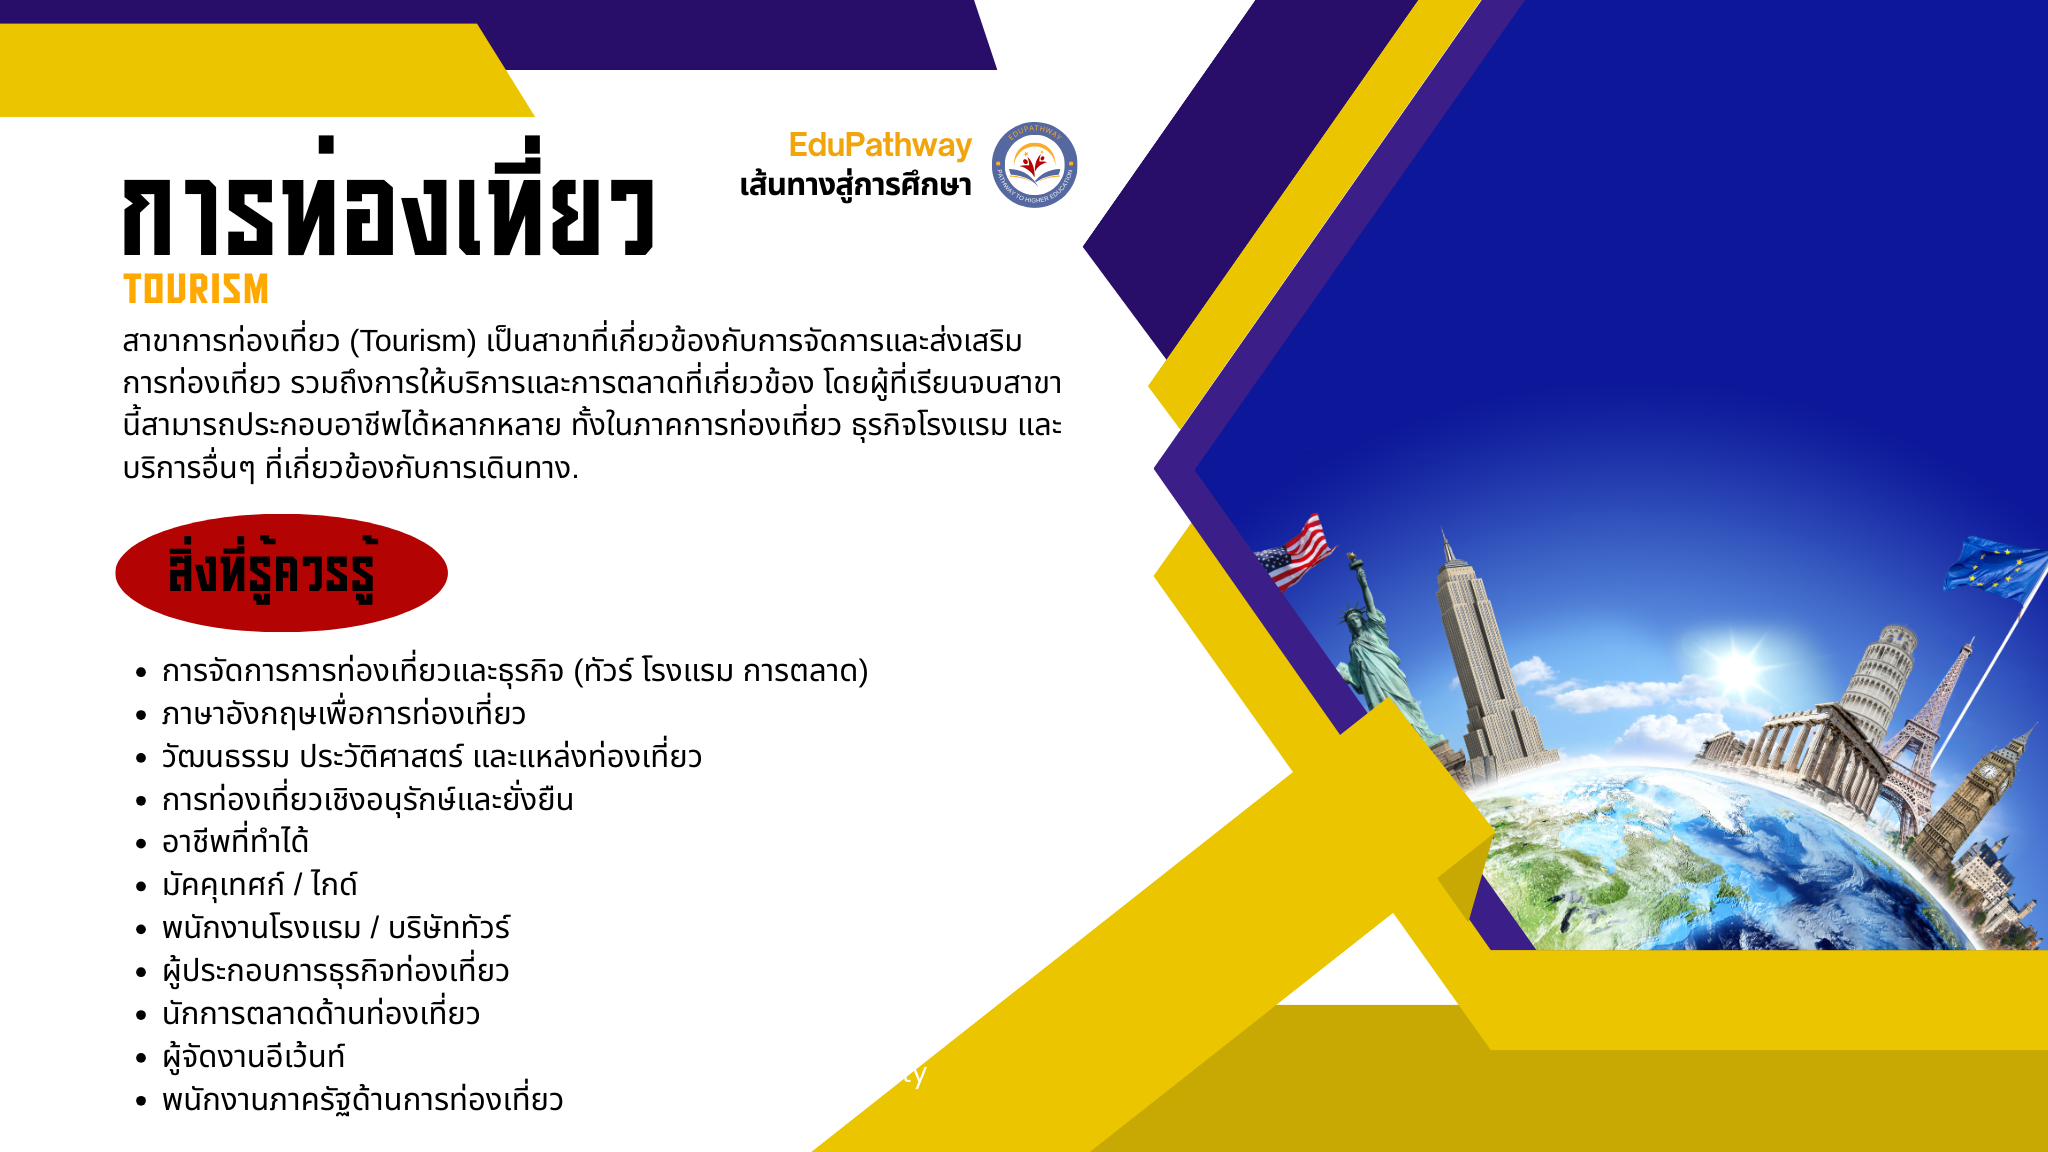 EduPathway
เส้นทางสู่การศึกษา
EDUPATHWAY
PATHWAY TO HIGHER EDUCATION
การท่องเที่ยว
TOURISM
สาขาการท่องเที่ยว (Tourism) เป็นสาขาที่เกี่ยวข้องกับการจัดการและส่งเสริม
การท่องเที่ยว รวมถึงการให้บริการและการตลาดที่เกี่ยวข้อง โดยผู้ที่เรียนจบสาขา
นี้สามารถประกอบอาชีพได้หลากหลาย ทั้งในภาคการท่องเที่ยว ธุรกิจโรงแรม และ
บริการอื่นๆ ที่เกี่ยวข้องกับการเดินทาง.
สิ่งที่รู้ควรรู้
• การจัดการการท่องเที่ยวและธุรกิจ (ทัวร์ โรงแรม การตลาด)
• ภาษาอังกฤษเพื่อการท่องเที่ยว
• วัฒนธรรม ประวัติศาสตร์ และแหล่งท่องเที่ยว
• การท่องเที่ยวเชิงอนุรักษ์และยั่งยืน
• อาชีพที่ทำได้
• มัคคุเทศก์ / ไกด์
• พนักงานโรงแรม / บริษัททัวร์
• ผู้ประกอบการธุรกิจท่องเที่ยว
• นักการตลาดด้านท่องเที่ยว
• ผู้จัดงานอีเว้นท์
• พนักงานภาครัฐด้านการท่องเที่ยว